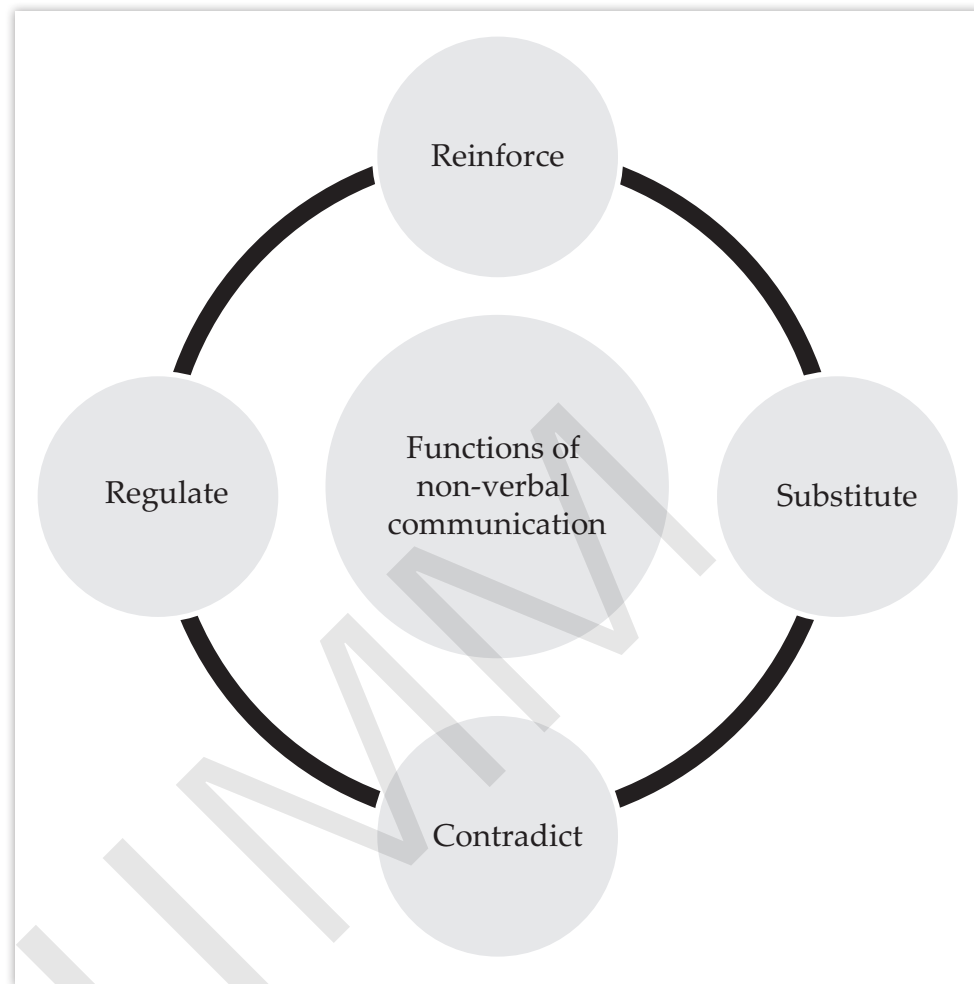 Reinforce
Regulate
Functions of
non-verbal
communication
Substitute
Contradict